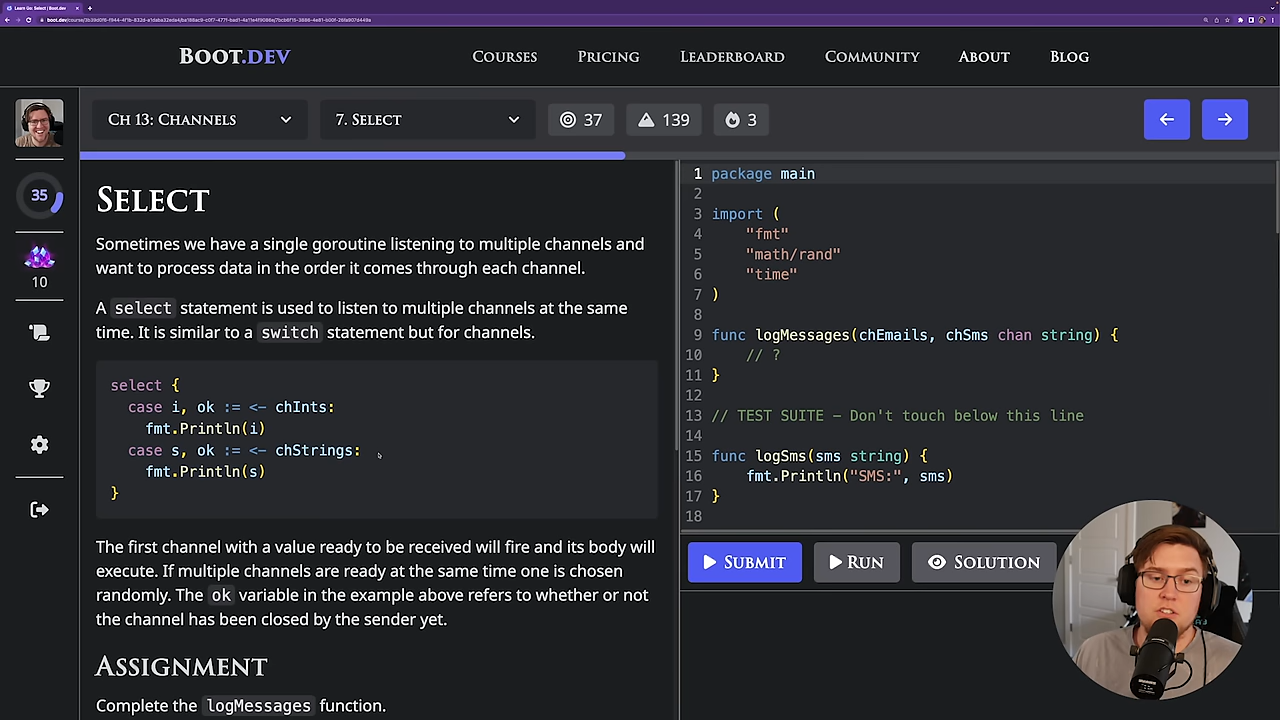 Learn Go: Select | Boot.dev
BOOT.DEV
COURSES
PRICING
LEADERBOARD
COMMUNITY
ABOUT
BLOG
CH 13: CHANNELS
7. SELECT
37
139
3
35
10
SELECT
Sometimes we have a single goroutine listening to multiple channels and
want to process data in the order it comes through each channel.
A select statement is used to listen to multiple channels at the same
time. It is similar to a switch statement but for channels.
select {
case i, ok := <- chInts:
fmt.Println(i)
case s, ok := <- chStrings:
fmt.Println(s)
}
The first channel with a value ready to be received will fire and its body will
execute. If multiple channels are ready at the same time one is chosen
randomly. The ok variable in the example above refers to whether or not
the channel has been closed by the sender yet.
ASSIGNMENT
Complete the logMessages function.
1 package main
2
3 import (
4 "fmt"
5 "math/rand"
6 "time"
7 )
8
9 func logMessages(chEmails, chSms chan string) {
10 // ?
11 }
12
13 // TEST SUITE – Don't touch below this line
14
15 func logSms(sms string) {
16 fmt.Println("SMS:", sms)
17 }
18
SUBMIT
RUN
SOLUTION